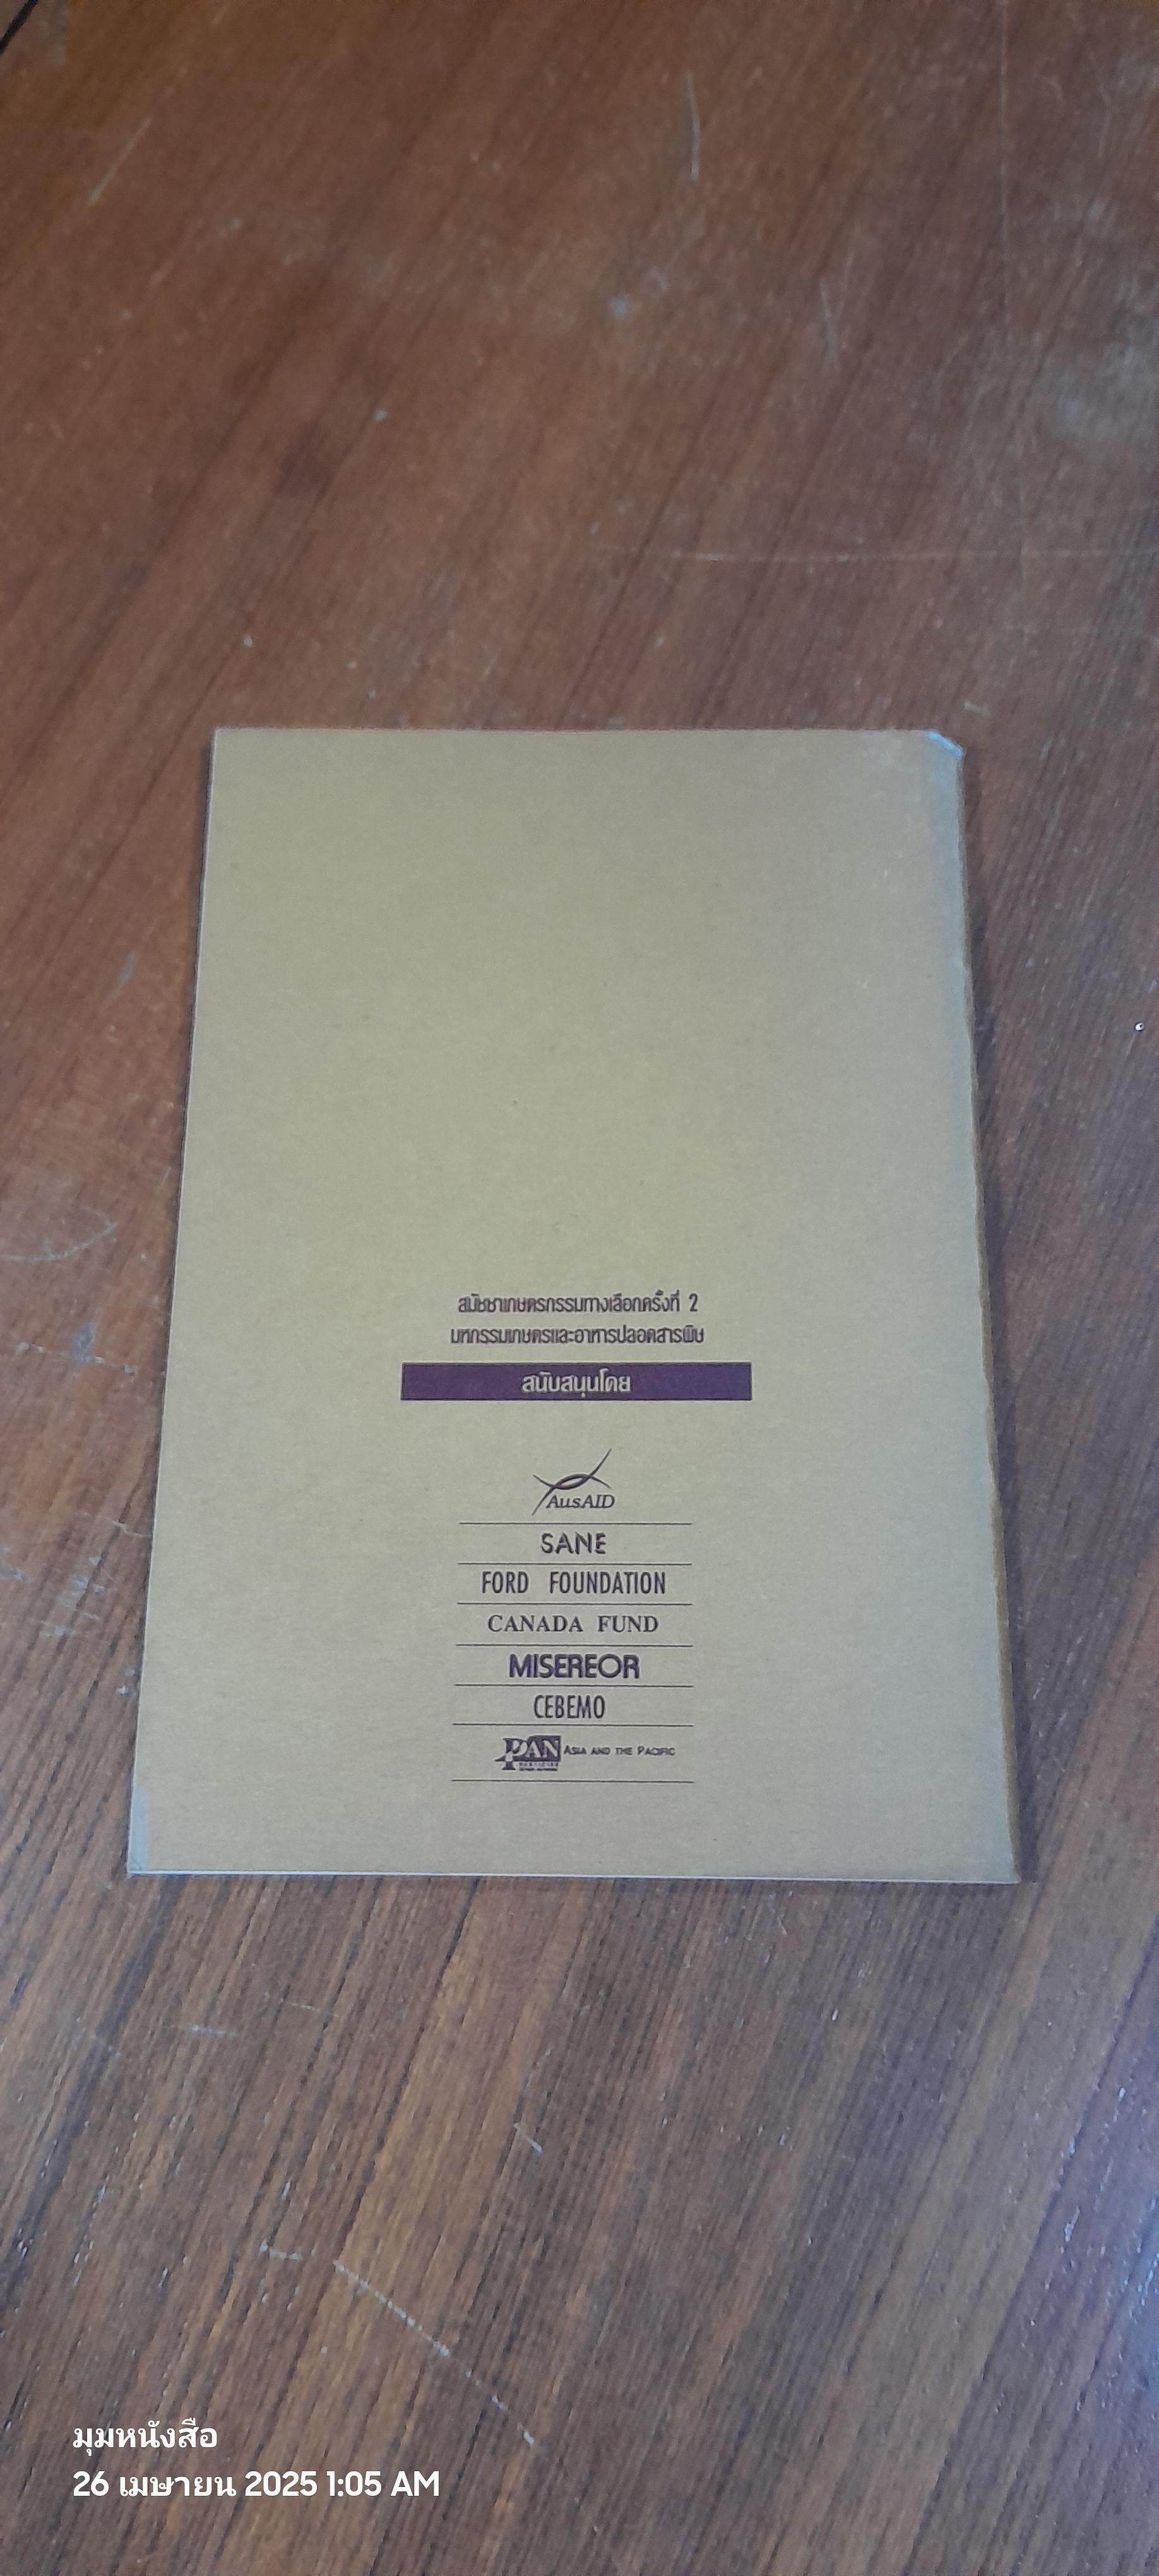 สมัชชาเกษตรกรรมทางเลือกครั้งที่ 2
มหกรรมเกษตรและอาหารปลอดสารพิษ
สนับสนุนโดย
AusAID
SANE
FORD FOUNDATION
CANADA FUND
MISEREOR
CEBEMO
PAN ASIA AND THE PACIFIC
มุมหนังสือ
26 เมษายน 2025 1:05 AM